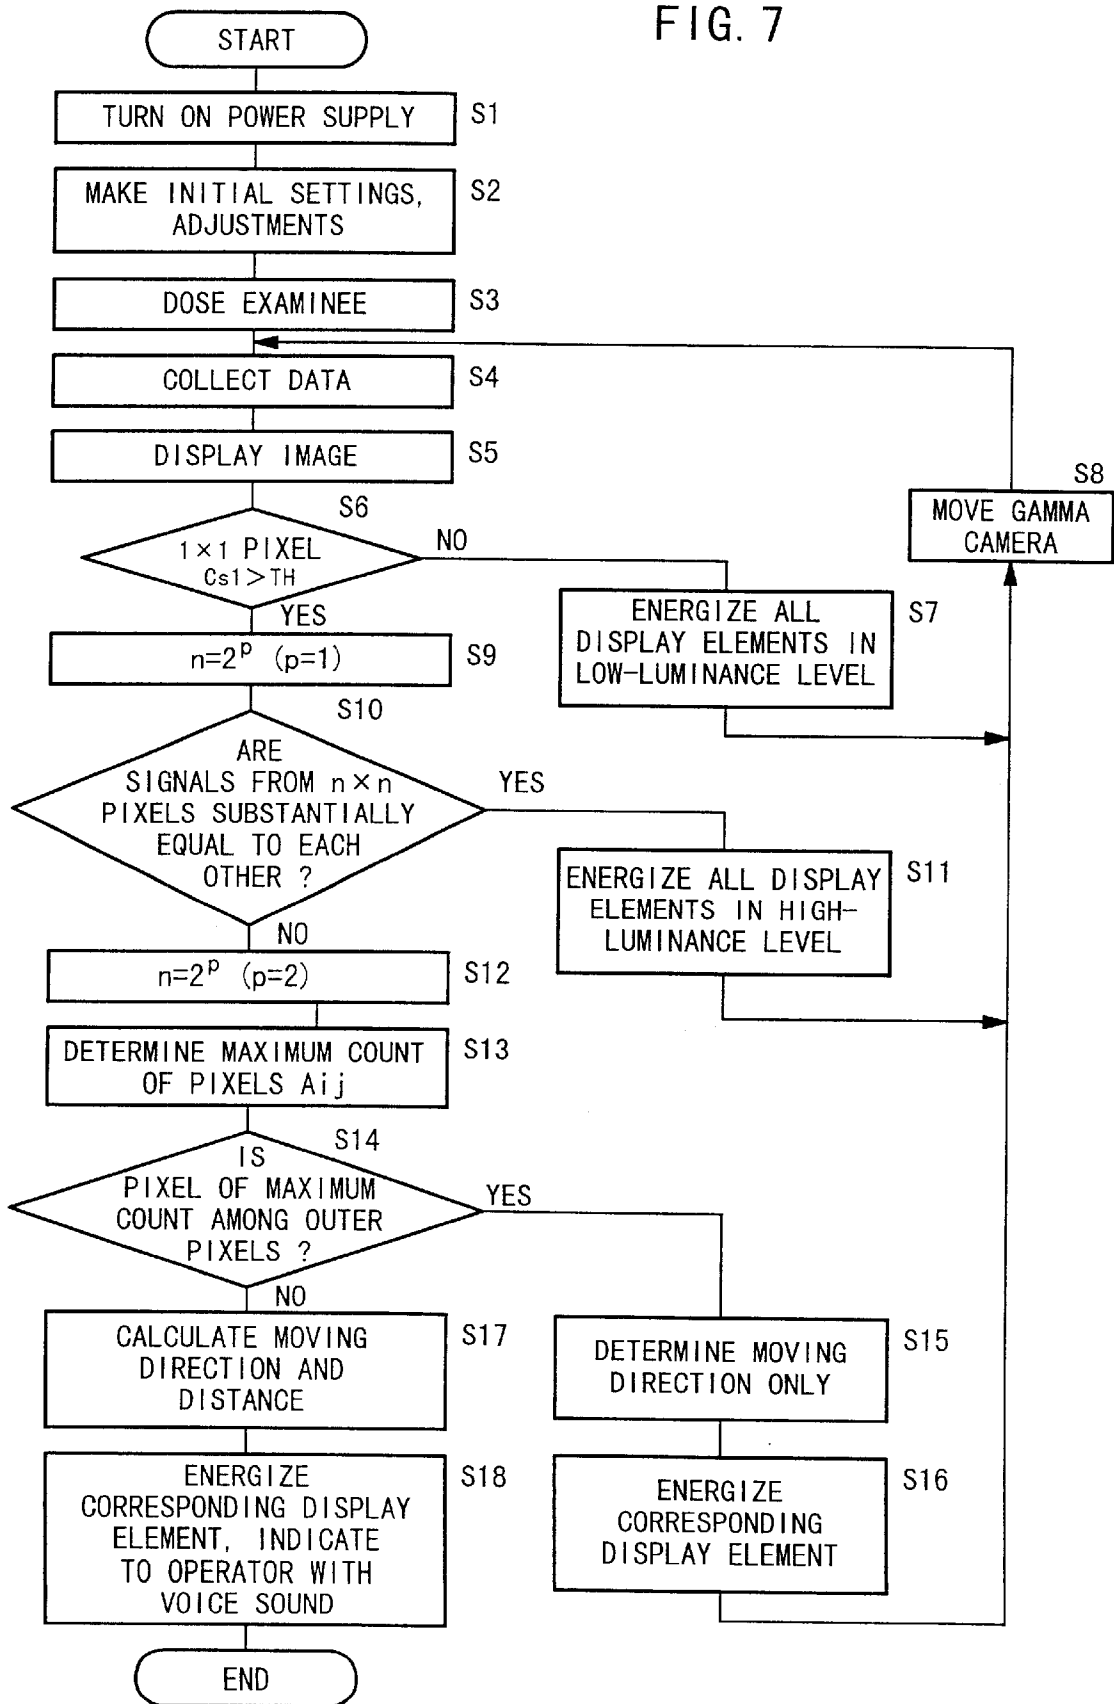 FIG. 7
START
TURN ON POWER SUPPLY
S1
MAKE INITIAL SETTINGS,
ADJUSTMENTS
S2
DOSE EXAMINEE
S3
COLLECT DATA
S4
DISPLAY IMAGE
S5
S6
1×1 PIXEL
Cs1>TH
NO
YES
ENERGIZE ALL
DISPLAY ELEMENTS IN
LOW-LUMINANCE LEVEL
S7
S8
MOVE GAMMA
CAMERA
n=2^p (p=1)
S9
S10
ARE
SIGNALS FROM n×n
PIXELS SUBSTANTIALLY
EQUAL TO EACH
OTHER ?
YES
NO
ENERGIZE ALL DISPLAY
ELEMENTS IN HIGH-
LUMINANCE LEVEL
S11
n=2^p (p=2)
S12
DETERMINE MAXIMUM COUNT
OF PIXELS Aij
S13
S14
IS
PIXEL OF MAXIMUM
COUNT AMONG OUTER
PIXELS ?
YES
NO
DETERMINE MOVING
DIRECTION ONLY
S15
ENERGIZE
CORRESPONDING
DISPLAY ELEMENT
S16
CALCULATE MOVING
DIRECTION AND
DISTANCE
S17
ENERGIZE
CORRESPONDING DISPLAY
ELEMENT, INDICATE
TO OPERATOR WITH
VOICE SOUND
S18
END